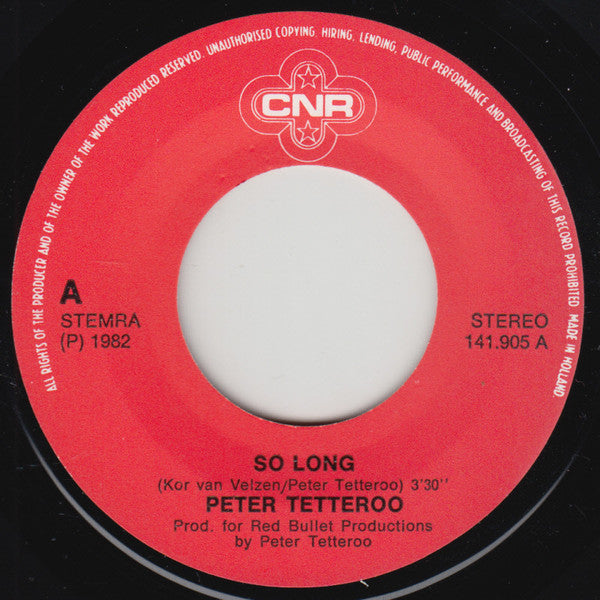 ALL RIGHTS OF THE PRODUCER AND OF THE OWNER OF THE WORK REPRODUCED RESERVED. UNAUTHORISED COPYING, HIRING, LENDING, PUBLIC PERFORMANCE AND BROADCASTING OF THIS RECORD PROHIBITED MADE IN HOLLAND
CNR
A
STEMRA
(P) 1982
STEREO
141.905 A
SO LONG
(Kor van Velzen/Peter Tetteroo) 3'30''
PETER TETTEROO
Prod. for Red Bullet Productions
by Peter Tetteroo